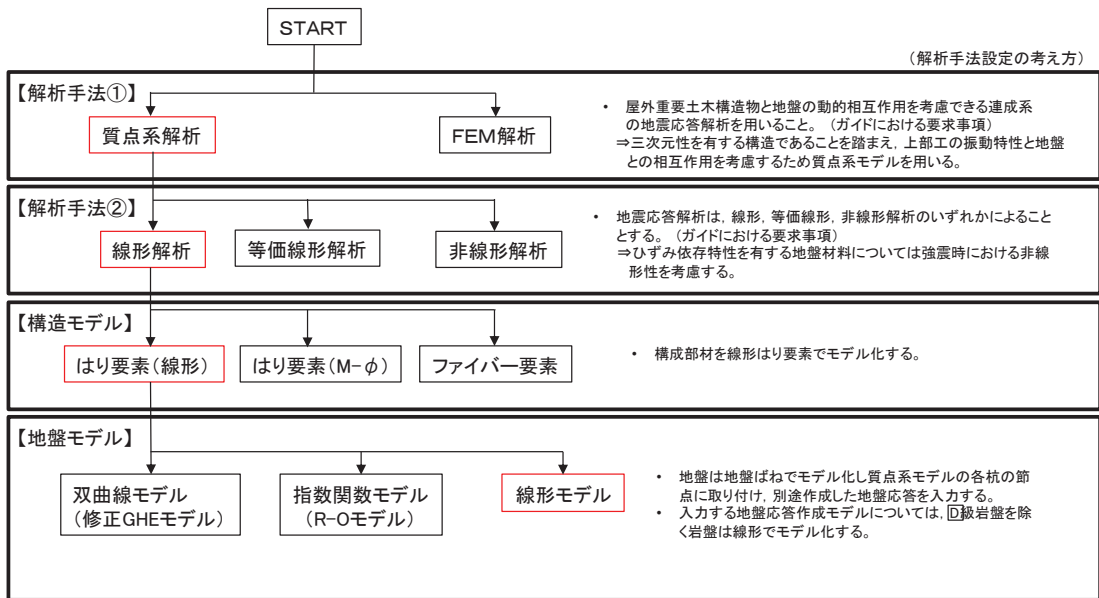 START
(解析手法設定の考え方)
【解析手法①】
質点系解析
FEM解析
・ 屋外重要土木構造物と地盤の動的相互作用を考慮できる連成系
の地震応答解析を用いること。 (ガイドにおける要求事項)
⇒三次元性を有する構造であることを踏まえ, 上部工の振動特性と地盤
との相互作用を考慮するため質点系モデルを用いる。
【解析手法②】
線形解析
等価線形解析
非線形解析
・ 地震応答解析は, 線形, 等価線形, 非線形解析のいずれかによること
とする。 (ガイドにおける要求事項)
⇒ひずみ依存特性を有する地盤材料については強震時における非線
形性を考慮する。
【構造モデル】
はり要素(線形)
はり要素(M-φ)
ファイバー要素
・ 構成部材を線形はり要素でモデル化する。
【地盤モデル】
双曲線モデル
(修正GHEモデル)
指数関数モデル
(R-Oモデル)
線形モデル
・ 地盤は地盤ばねでモデル化し質点系モデルの各杭の節
点に取り付け, 別途作成した地盤応答を入力する。
・ 入力する地盤応答作成モデルについては, D級岩盤を除
く岩盤は線形でモデル化する。